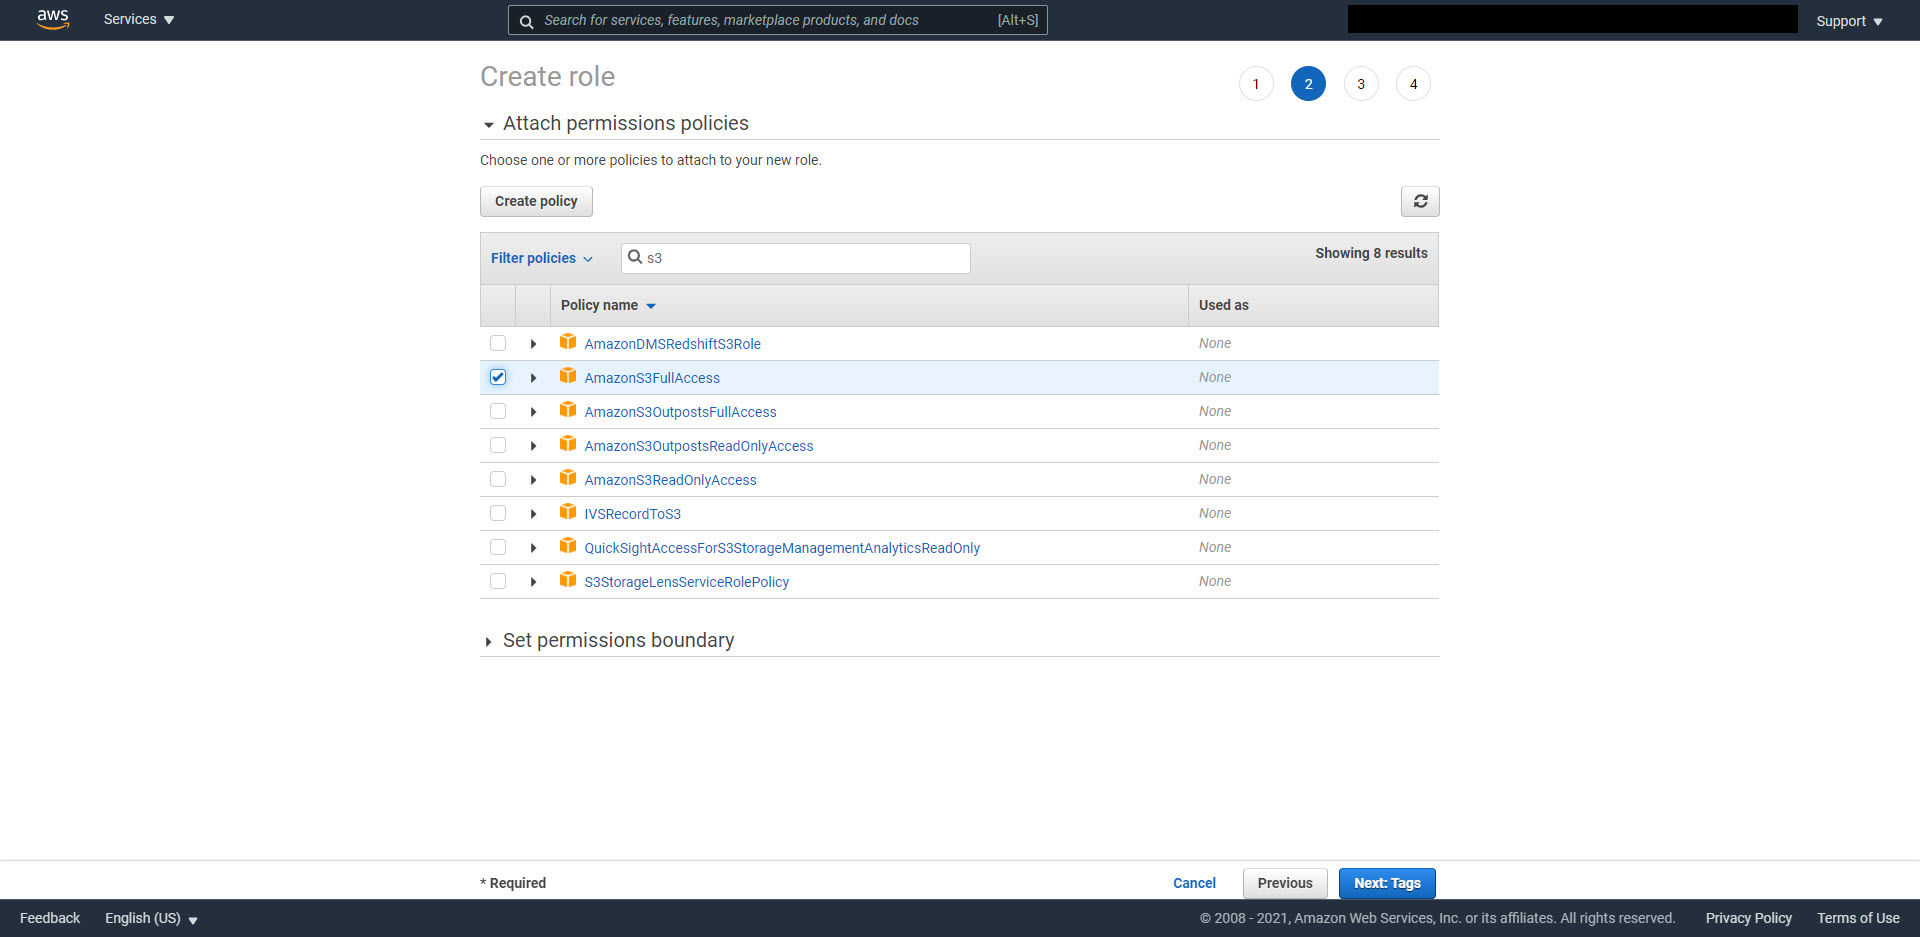 aws Services Search for services, features, marketplace products, and docs [Alt+S] Support
Create role 1 2 3 4
Attach permissions policies
Choose one or more policies to attach to your new role.
Create policy
Filter policies s3 Showing 8 results
Policy name Used as
AmazonDMSRedshiftS3Role None
AmazonS3FullAccess None
AmazonS3OutpostsFullAccess None
AmazonS3OutpostsReadOnlyAccess None
AmazonS3ReadOnlyAccess None
IVSRecordToS3 None
QuickSightAccessForS3StorageManagementAnalyticsReadOnly None
S3StorageLensServiceRolePolicy None
Set permissions boundary
* Required Cancel Previous Next: Tags
Feedback English (US) © 2008 - 2021, Amazon Web Services, Inc. or its affiliates. All rights reserved. Privacy Policy Terms of Use